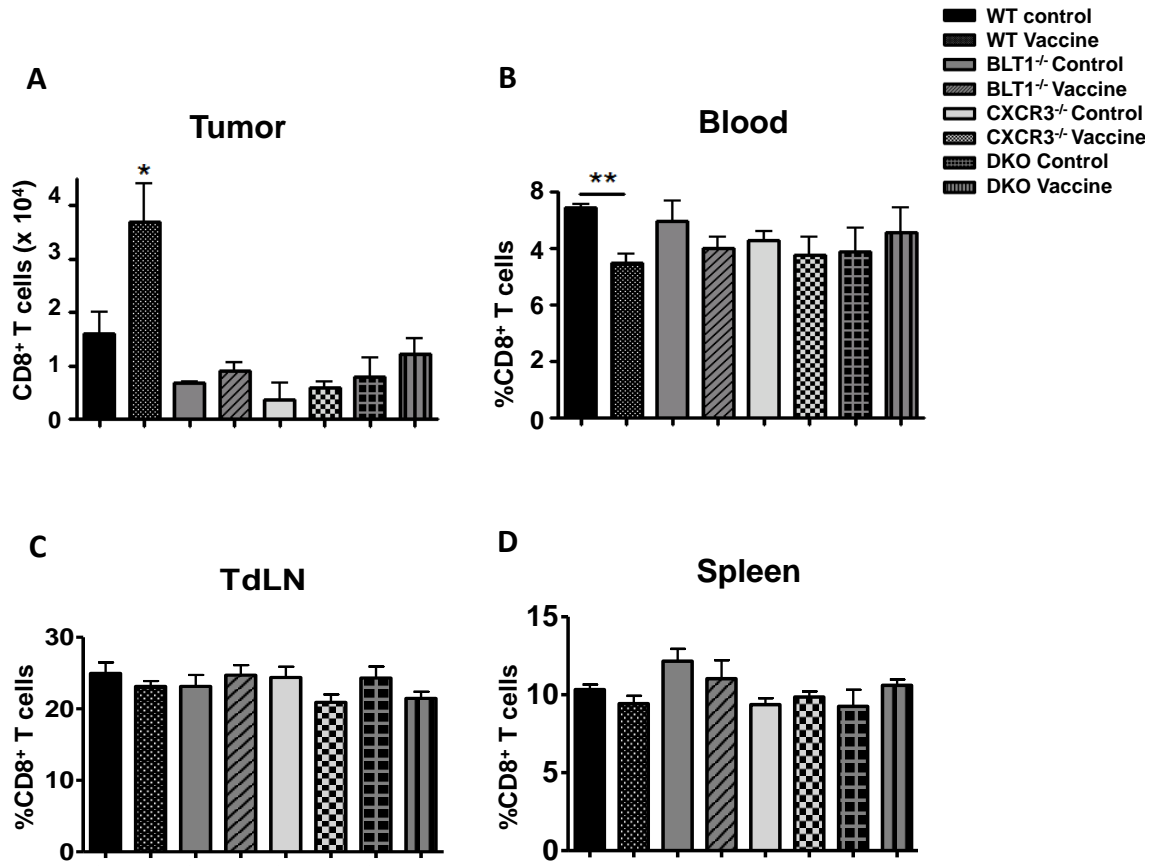 WT control
WT Vaccine
BLT1-/- Control
BLT1-/- Vaccine
CXCR3-/- Control
CXCR3-/- Vaccine
DKO Control
DKO Vaccine
A
Tumor
CD8+ T cells (x 10⁴)
4
3
2
1
0
*
B
Blood
%CD8+ T cells
8
4
6
2
0
**
C
TdLN
%CD8+ T cells
30
20
10
0
D
Spleen
%CD8+ T cells
15
10
5
0